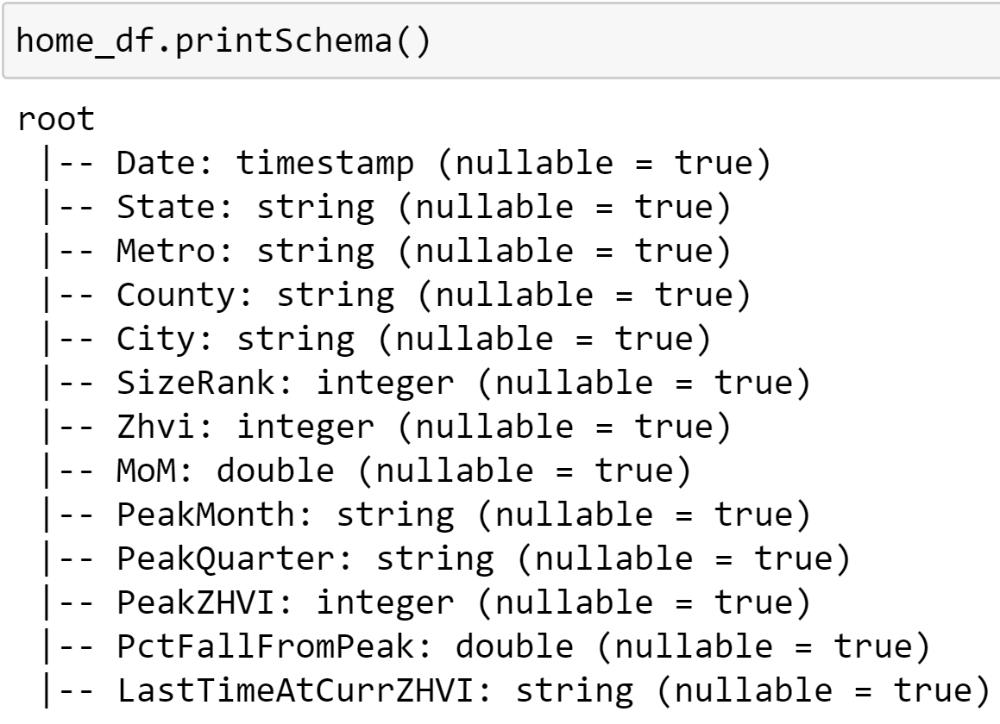 home_df.printSchema()
root
 |-- Date: timestamp (nullable = true)
 |-- State: string (nullable = true)
 |-- Metro: string (nullable = true)
 |-- County: string (nullable = true)
 |-- City: string (nullable = true)
 |-- SizeRank: integer (nullable = true)
 |-- Zhvi: integer (nullable = true)
 |-- MoM: double (nullable = true)
 |-- PeakMonth: string (nullable = true)
 |-- PeakQuarter: string (nullable = true)
 |-- PeakZHVI: integer (nullable = true)
 |-- PctFallFromPeak: double (nullable = true)
 |-- LastTimeAtCurrZHVI: string (nullable = true)